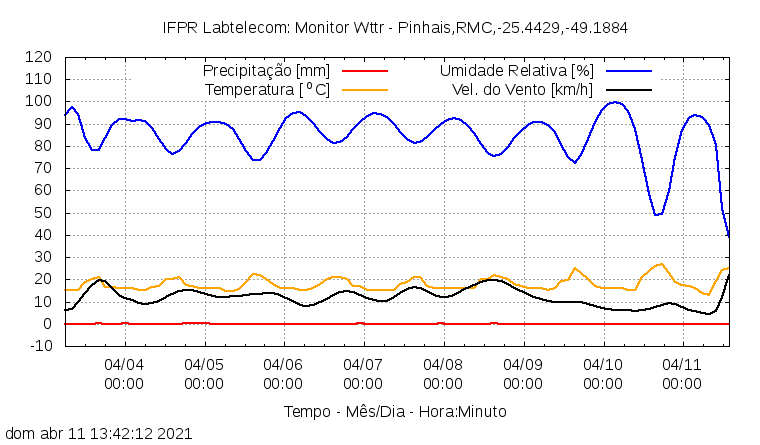 IFPR Labtelecom: Monitor Wttr - Pinhais,RMC,-25.4429,-49.1884
120
110
100
90
80
70
60
50
40
30
20
10
0
-10
Precipitação [mm]
Temperatura [ ⁰C]
Umidade Relativa [%]
Vel. do Vento [km/h]
04/04 04/05 04/06 04/07 04/08 04/09 04/10 04/11
00:00 00:00 00:00 00:00 00:00 00:00 00:00 00:00
Tempo - Mês/Dia - Hora:Minuto
dom abr 11 13:42:12 2021